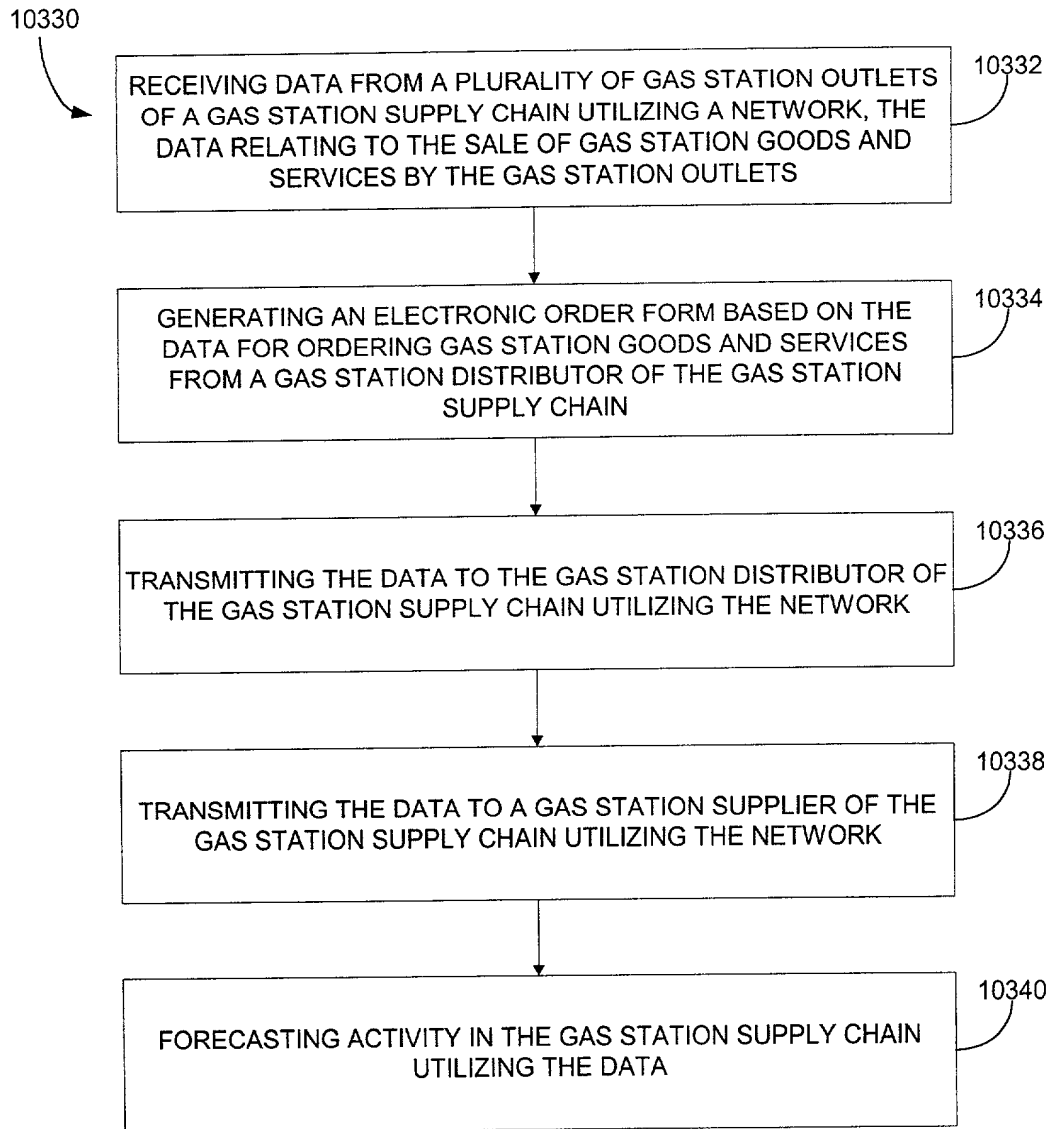 10330
RECEIVING DATA FROM A PLURALITY OF GAS STATION OUTLETS
OF A GAS STATION SUPPLY CHAIN UTILIZING A NETWORK, THE
DATA RELATING TO THE SALE OF GAS STATION GOODS AND
SERVICES BY THE GAS STATION OUTLETS
10332
GENERATING AN ELECTRONIC ORDER FORM BASED ON THE
DATA FOR ORDERING GAS STATION GOODS AND SERVICES
FROM A GAS STATION DISTRIBUTOR OF THE GAS STATION
SUPPLY CHAIN
10334
TRANSMITTING THE DATA TO THE GAS STATION DISTRIBUTOR OF
THE GAS STATION SUPPLY CHAIN UTILIZING THE NETWORK
10336
TRANSMITTING THE DATA TO A GAS STATION SUPPLIER OF THE
GAS STATION SUPPLY CHAIN UTILIZING THE NETWORK
10338
FORECASTING ACTIVITY IN THE GAS STATION SUPPLY CHAIN
UTILIZING THE DATA
10340